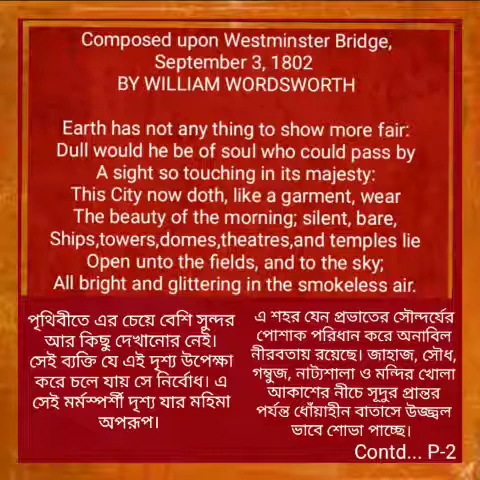 Composed upon Westminster Bridge,
September 3, 1802
BY WILLIAM WORDSWORTH
Earth has not any thing to show more fair:
Dull would he be of soul who could pass by
A sight so touching in its majesty:
This City now doth, like a garment, wear
The beauty of the morning; silent, bare,
Ships,towers,domes,theatres,and temples lie
Open unto the fields, and to the sky;
All bright and glittering in the smokeless air.
পৃথিবীতে এর চেয়ে বেশি সুন্দর
আর কিছু দেখানোর নেই।
সেই ব্যক্তি যে এই দৃশ্য উপেক্ষা
করে চলে যায় সে নির্বোধ। এ
সেই মর্মস্পর্শী দৃশ্য যার মহিমা
অপরূপ।
এ শহর যেন প্রভাতের সৌন্দর্যের
পোশাক পরিধান করে অনাবিল
নীরবতায় রয়েছে। জাহাজ, সৌধ,
গম্বুজ, নাট্যশালা ও মন্দির খোলা
আকাশের নীচে সূদুর প্রান্তর
পর্যন্ত ধোঁয়াহীন বাতাসে উজ্জ্বল
ভাবে শোভা পাচ্ছে।
Contd... P-2